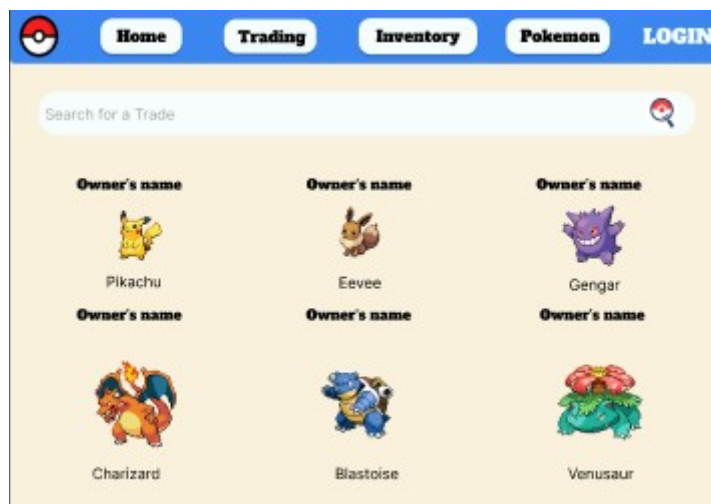 Home Trading Inventory Pokemon LOGIN
Search for a Trade
Owner's name Owner's name Owner's name
Pikachu Eevee Gengar
Owner's name Owner's name Owner's name
Charizard Blastoise Venusaur